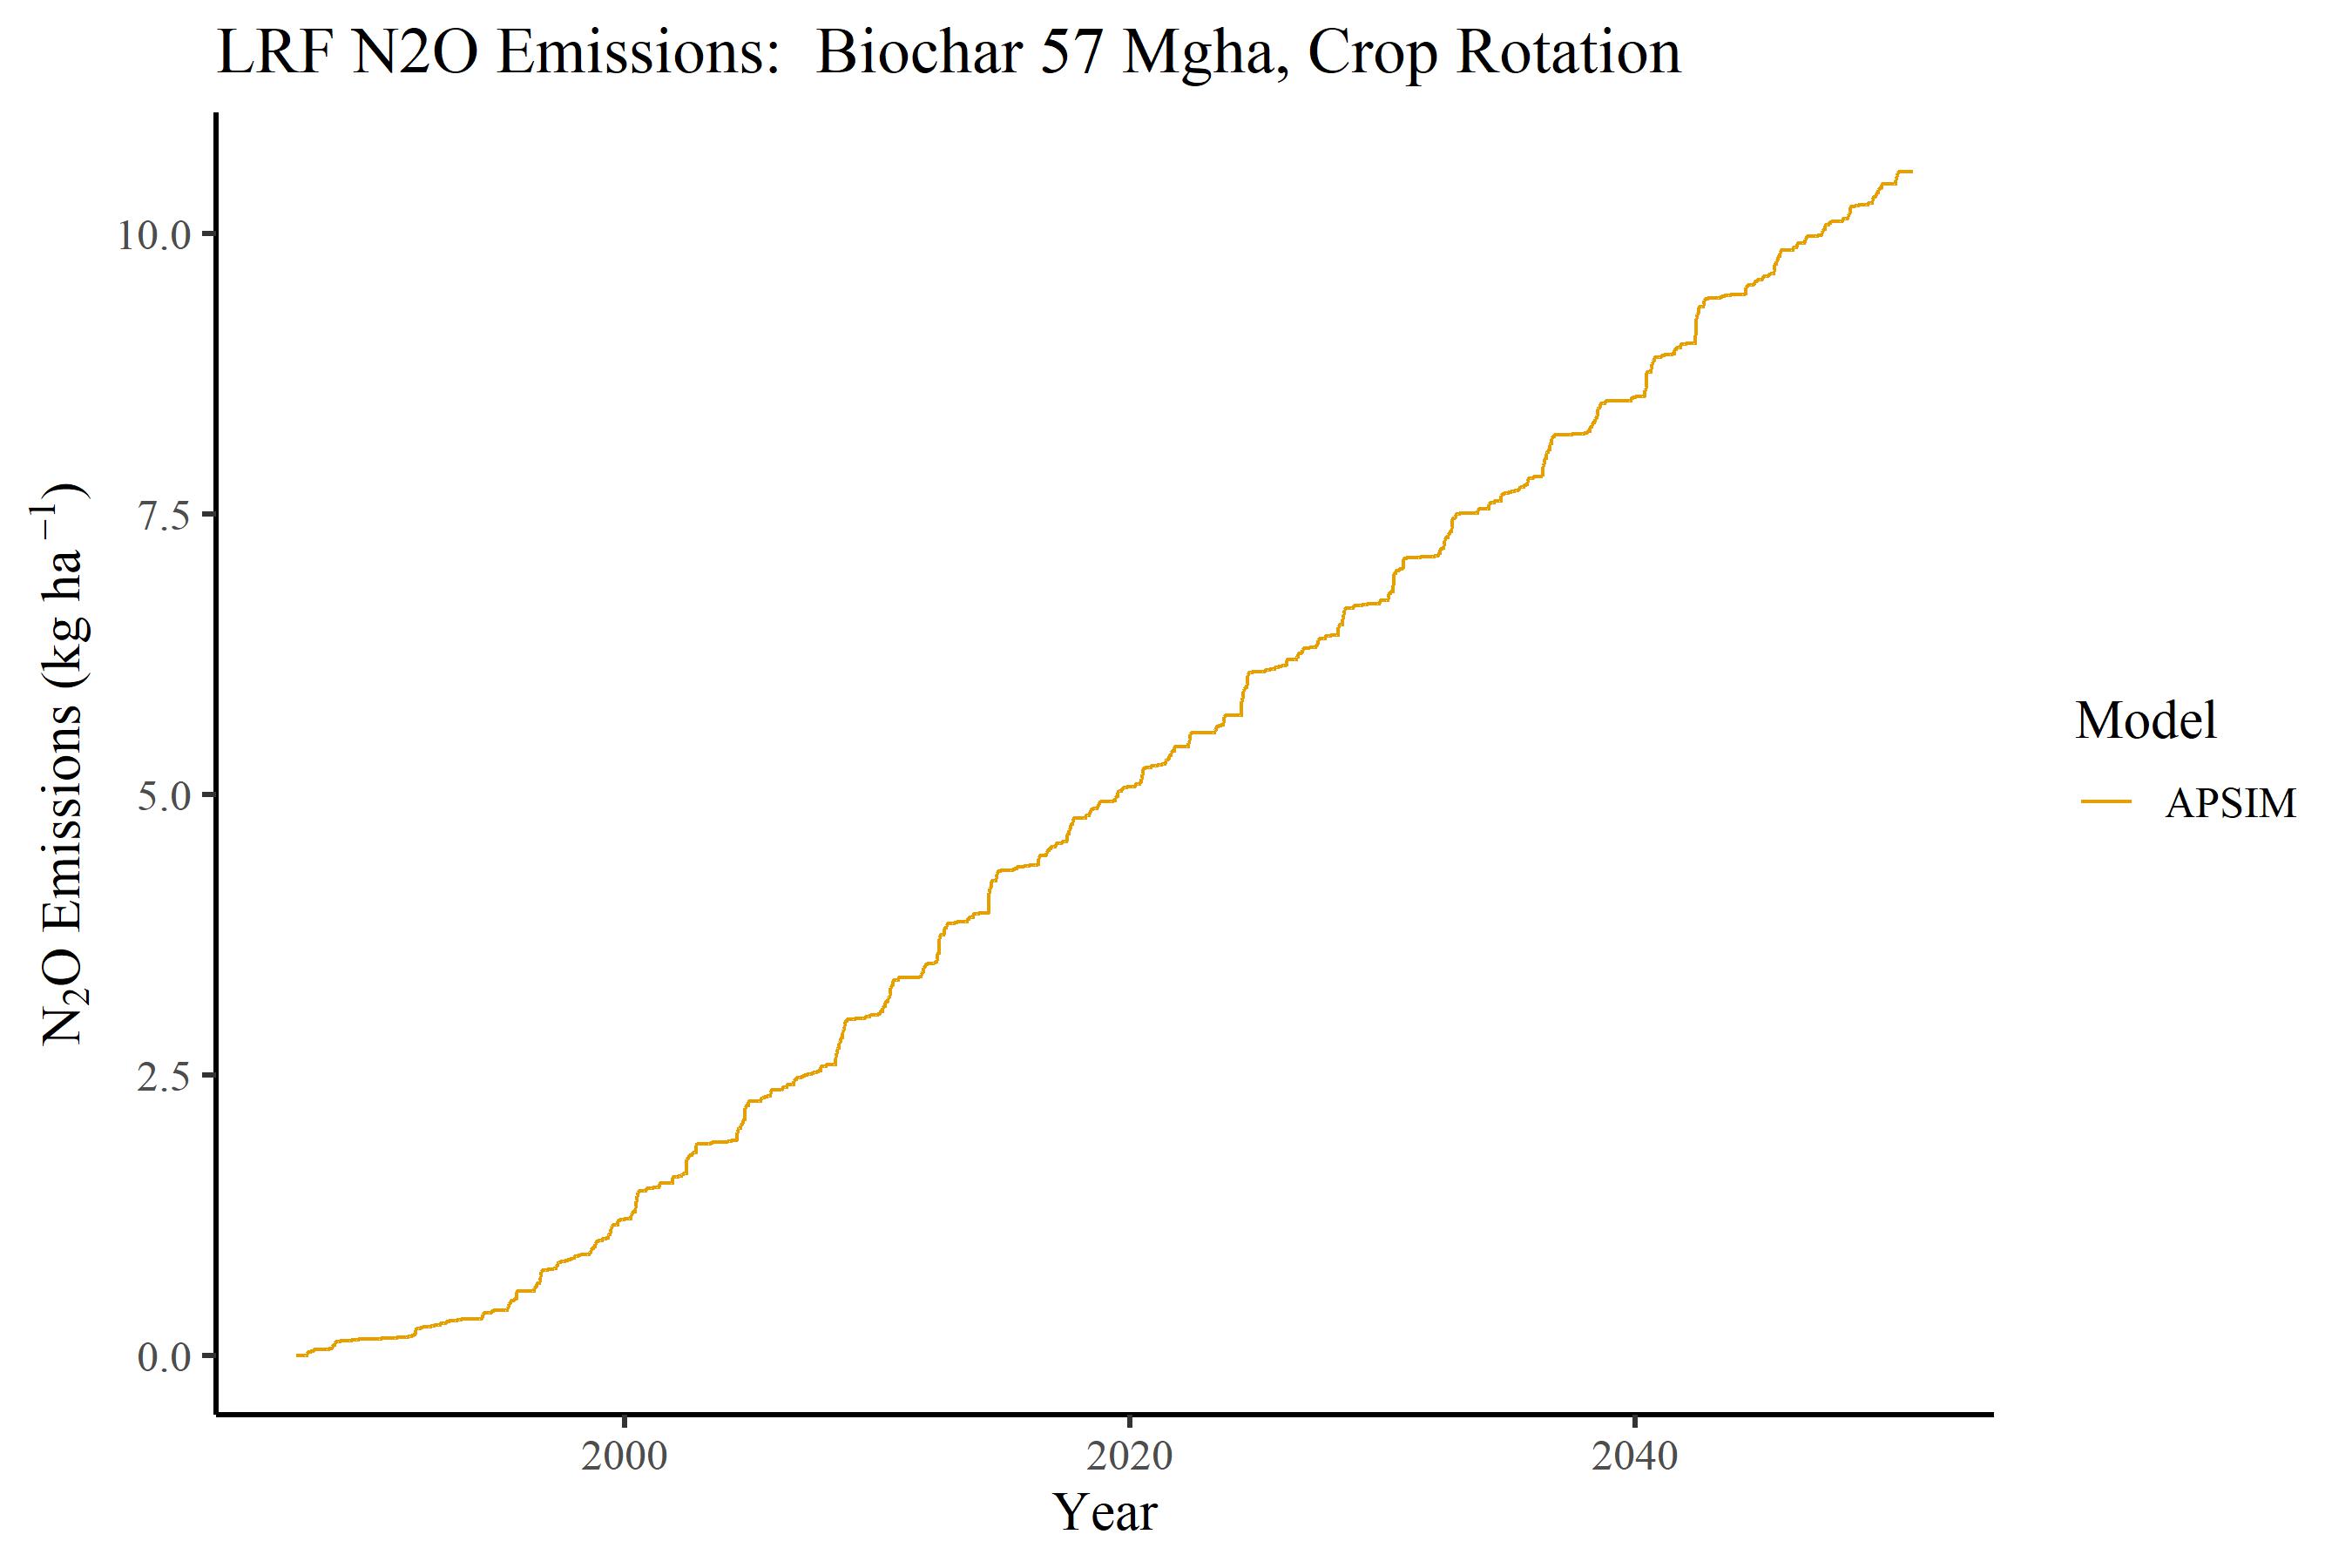 LRF N2O Emissions:  Biochar 57 Mgha, Crop Rotation
N₂O Emissions (kg ha ⁻¹)
10.0
7.5
5.0
2.5
0.0
2000 2020 2040
Year
Model
APSIM